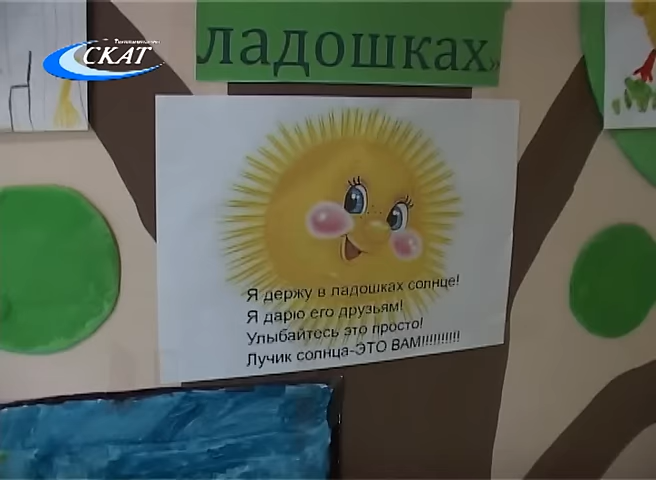 СКАТ
ладошках»
Я держу в ладошках солнце!
Я дарю его друзьям!
Улыбайтесь это просто!
Лучик солнца-ЭТО ВАМ!!!!!!!!!!